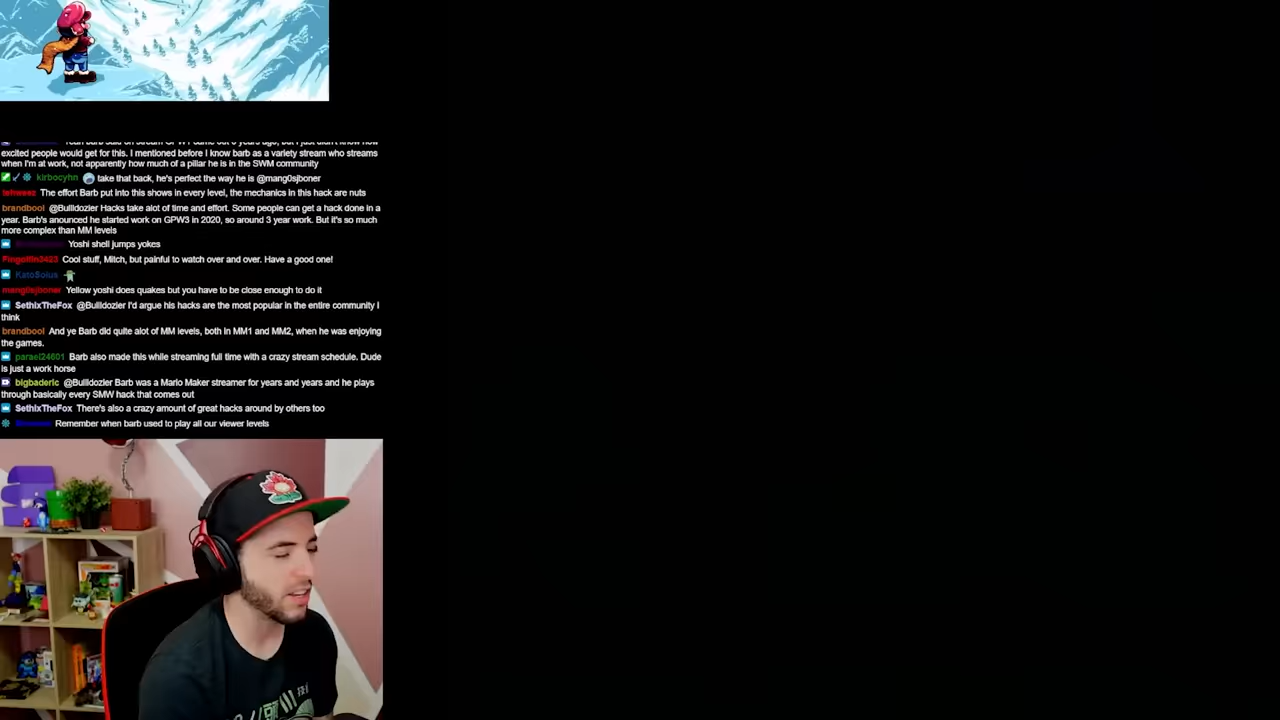 excited people would get for this. I mentioned before I know barb as a variety stream who streams
when I'm at work, not apparently how much of a pillar he is in the SWM community
kirbocyhn take that back, he's perfect the way he is @mang0sjboner
tehweez The effort Barb put into this shows in every level, the mechanics in this hack are nuts
brandbool @Bullldozier Hacks take alot of time and effort. Some people can get a hack done in a
year. Barb's anounced he started work on GPW3 in 2020, so around 3 year work. But it's so much
more complex than MM levels
Yoshi shell jumps yokes
Fingolfin3423 Cool stuff, Mitch, but painful to watch over and over. Have a good one!
KatoSolus
mang0sjboner Yellow yoshi does quakes but you have to be close enough to do it
SethixTheFox @Bullldozier I'd argue his hacks are the most popular in the entire community I
think
brandbool And ye Barb did quite alot of MM levels, both in MM1 and MM2, when he was enjoying
the games.
parael24601 Barb also made this while streaming full time with a crazy stream schedule. Dude
is just a work horse
bigbaderic @Bullldozier Barb was a Mario Maker streamer for years and years and he plays
through basically every SMW hack that comes out
SethixTheFox There's also a crazy amount of great hacks around by others too
Remember when barb used to play all our viewer levels